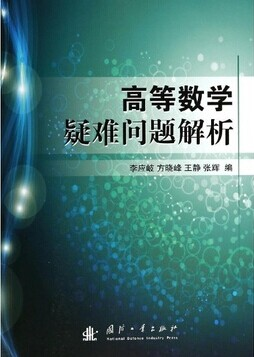 高等数学
疑难问题解析
李应岐 方晓峰 王静 张辉 编
国防工业出版社
National Defense Industry Press